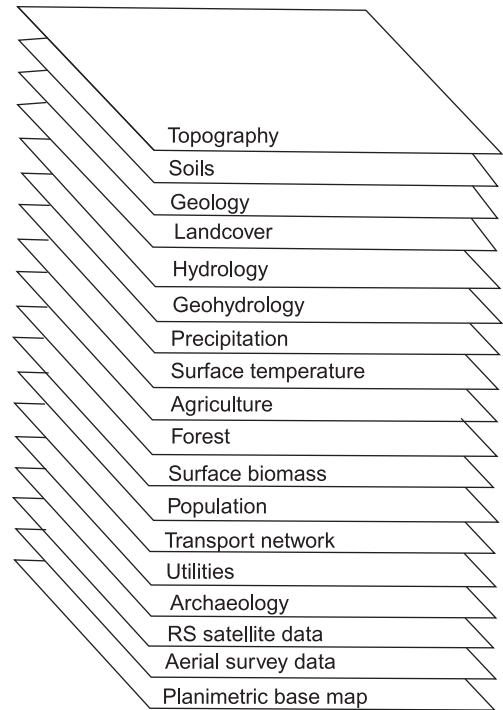 Topography
Soils
Geology
Landcover
Hydrology
Geohydrology
Precipitation
Surface temperature
Agriculture
Forest
Surface biomass
Population
Transport network
Utilities
Archaeology
RS satellite data
Aerial survey data
Planimetric base map